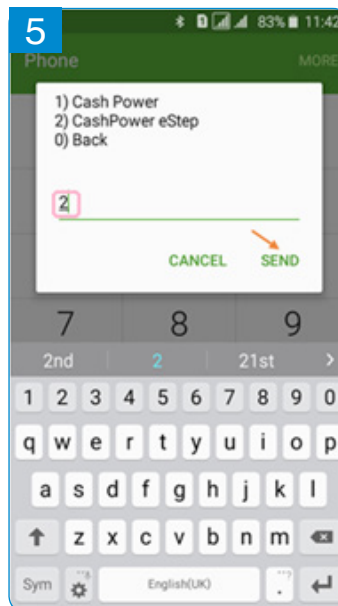 5
83% 11:42
Phone MORE
1) Cash Power
2) CashPower eStep
0) Back
2
CANCEL SEND
7 8 9
2nd 2 21st >
1 2 3 4 5 6 7 8 9 0
q w e r t y u i o p
a s d f g h j k l
z x c v b n m
Sym English(UK) .